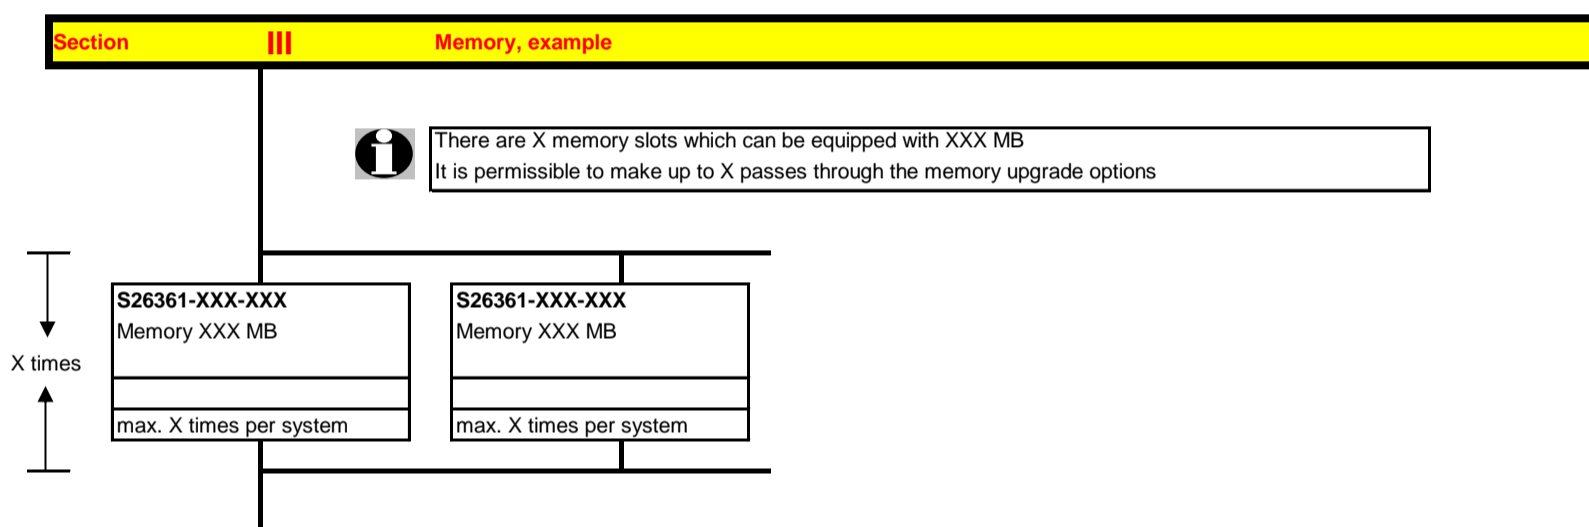 Section III Memory, example
There are X memory slots which can be equipped with XXX MB
It is permissible to make up to X passes through the memory upgrade options
S26361-XXX-XXX
Memory XXX MB
max. X times per system
S26361-XXX-XXX
Memory XXX MB
max. X times per system
X times